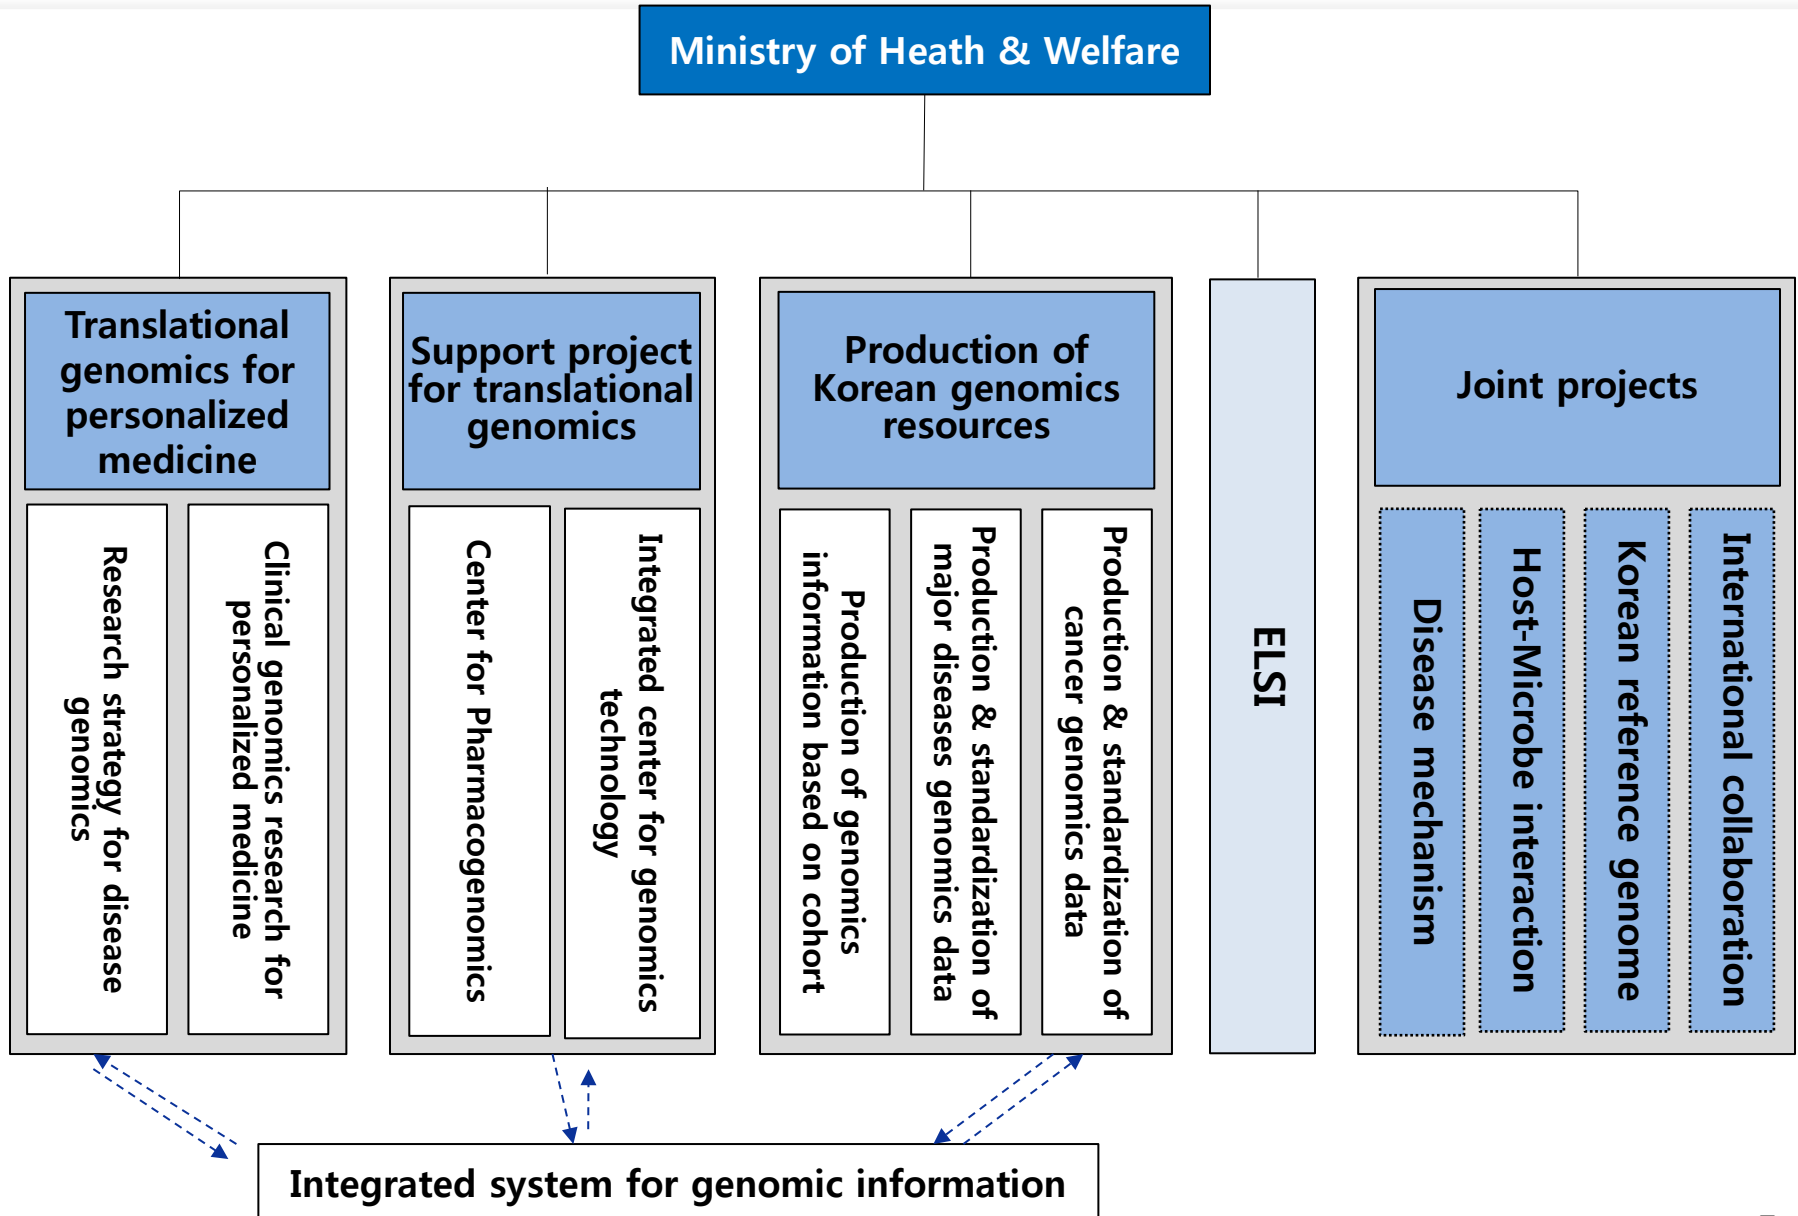 Ministry of Heath & Welfare
Translational
genomics for
personalized
medicine
Research strategy for disease
genomics
Clinical genomics research for
personalized medicine
Support project
for translational
genomics
Center for Pharmacogenomics
Integrated center for genomics
technology
Production of
Korean genomics
resources
Production of genomics
information based on cohort
Production & standardization of
major diseases genomics data
Production & standardization of
cancer genomics data
ELSI
Joint projects
Disease mechanism
Host-Microbe interaction
Korean reference genome
International collaboration
Integrated system for genomic information